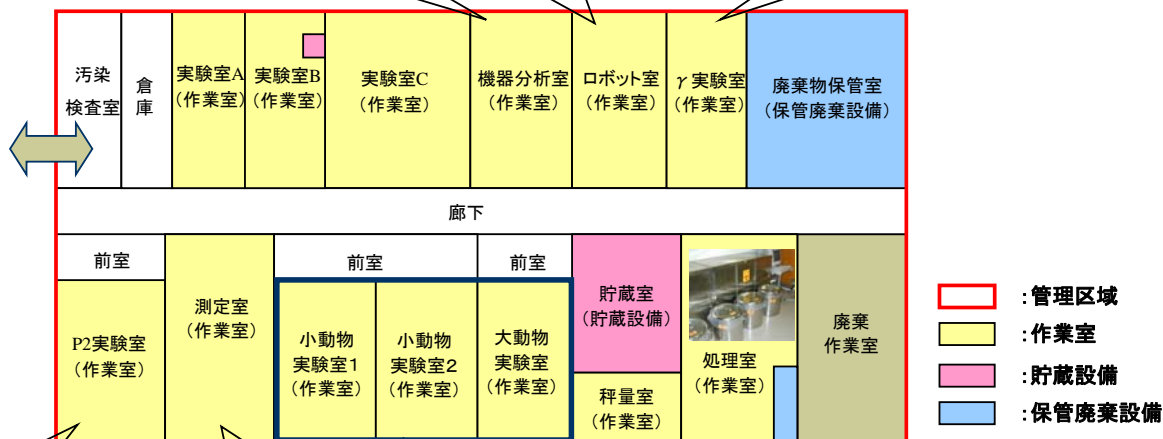 汚染
検査室
倉
庫
実験室A
(作業室)
実験室B
(作業室)
実験室C
(作業室)
機器分析室
(作業室)
ロボット室
(作業室)
γ実験室
(作業室)
廃棄物保管室
(保管廃棄設備)
廊下
前室
P2実験室
(作業室)
測定室
(作業室)
前室
小動物
実験室1
(作業室)
小動物
実験室2
(作業室)
前室
大動物
実験室
(作業室)
貯蔵室
(貯蔵設備)
秤量室
(作業室)
処理室
(作業室)
廃棄
作業室
:管理区域
:作業室
:貯蔵設備
:保管廃棄設備